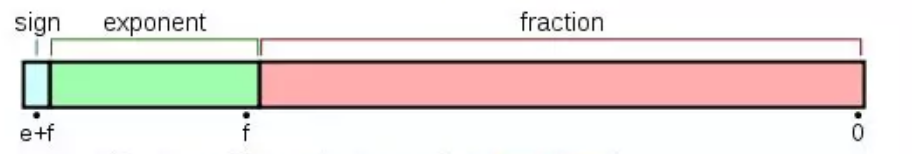 sign exponent fraction
e+f f 0